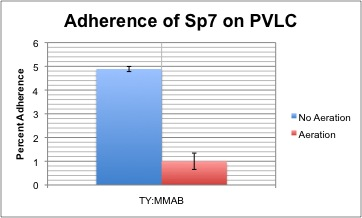 Adherence of Sp7 on PVLC
Percent Adherence
6
5
4
3
2
1
0
TY:MMAB
No Aeration
Aeration